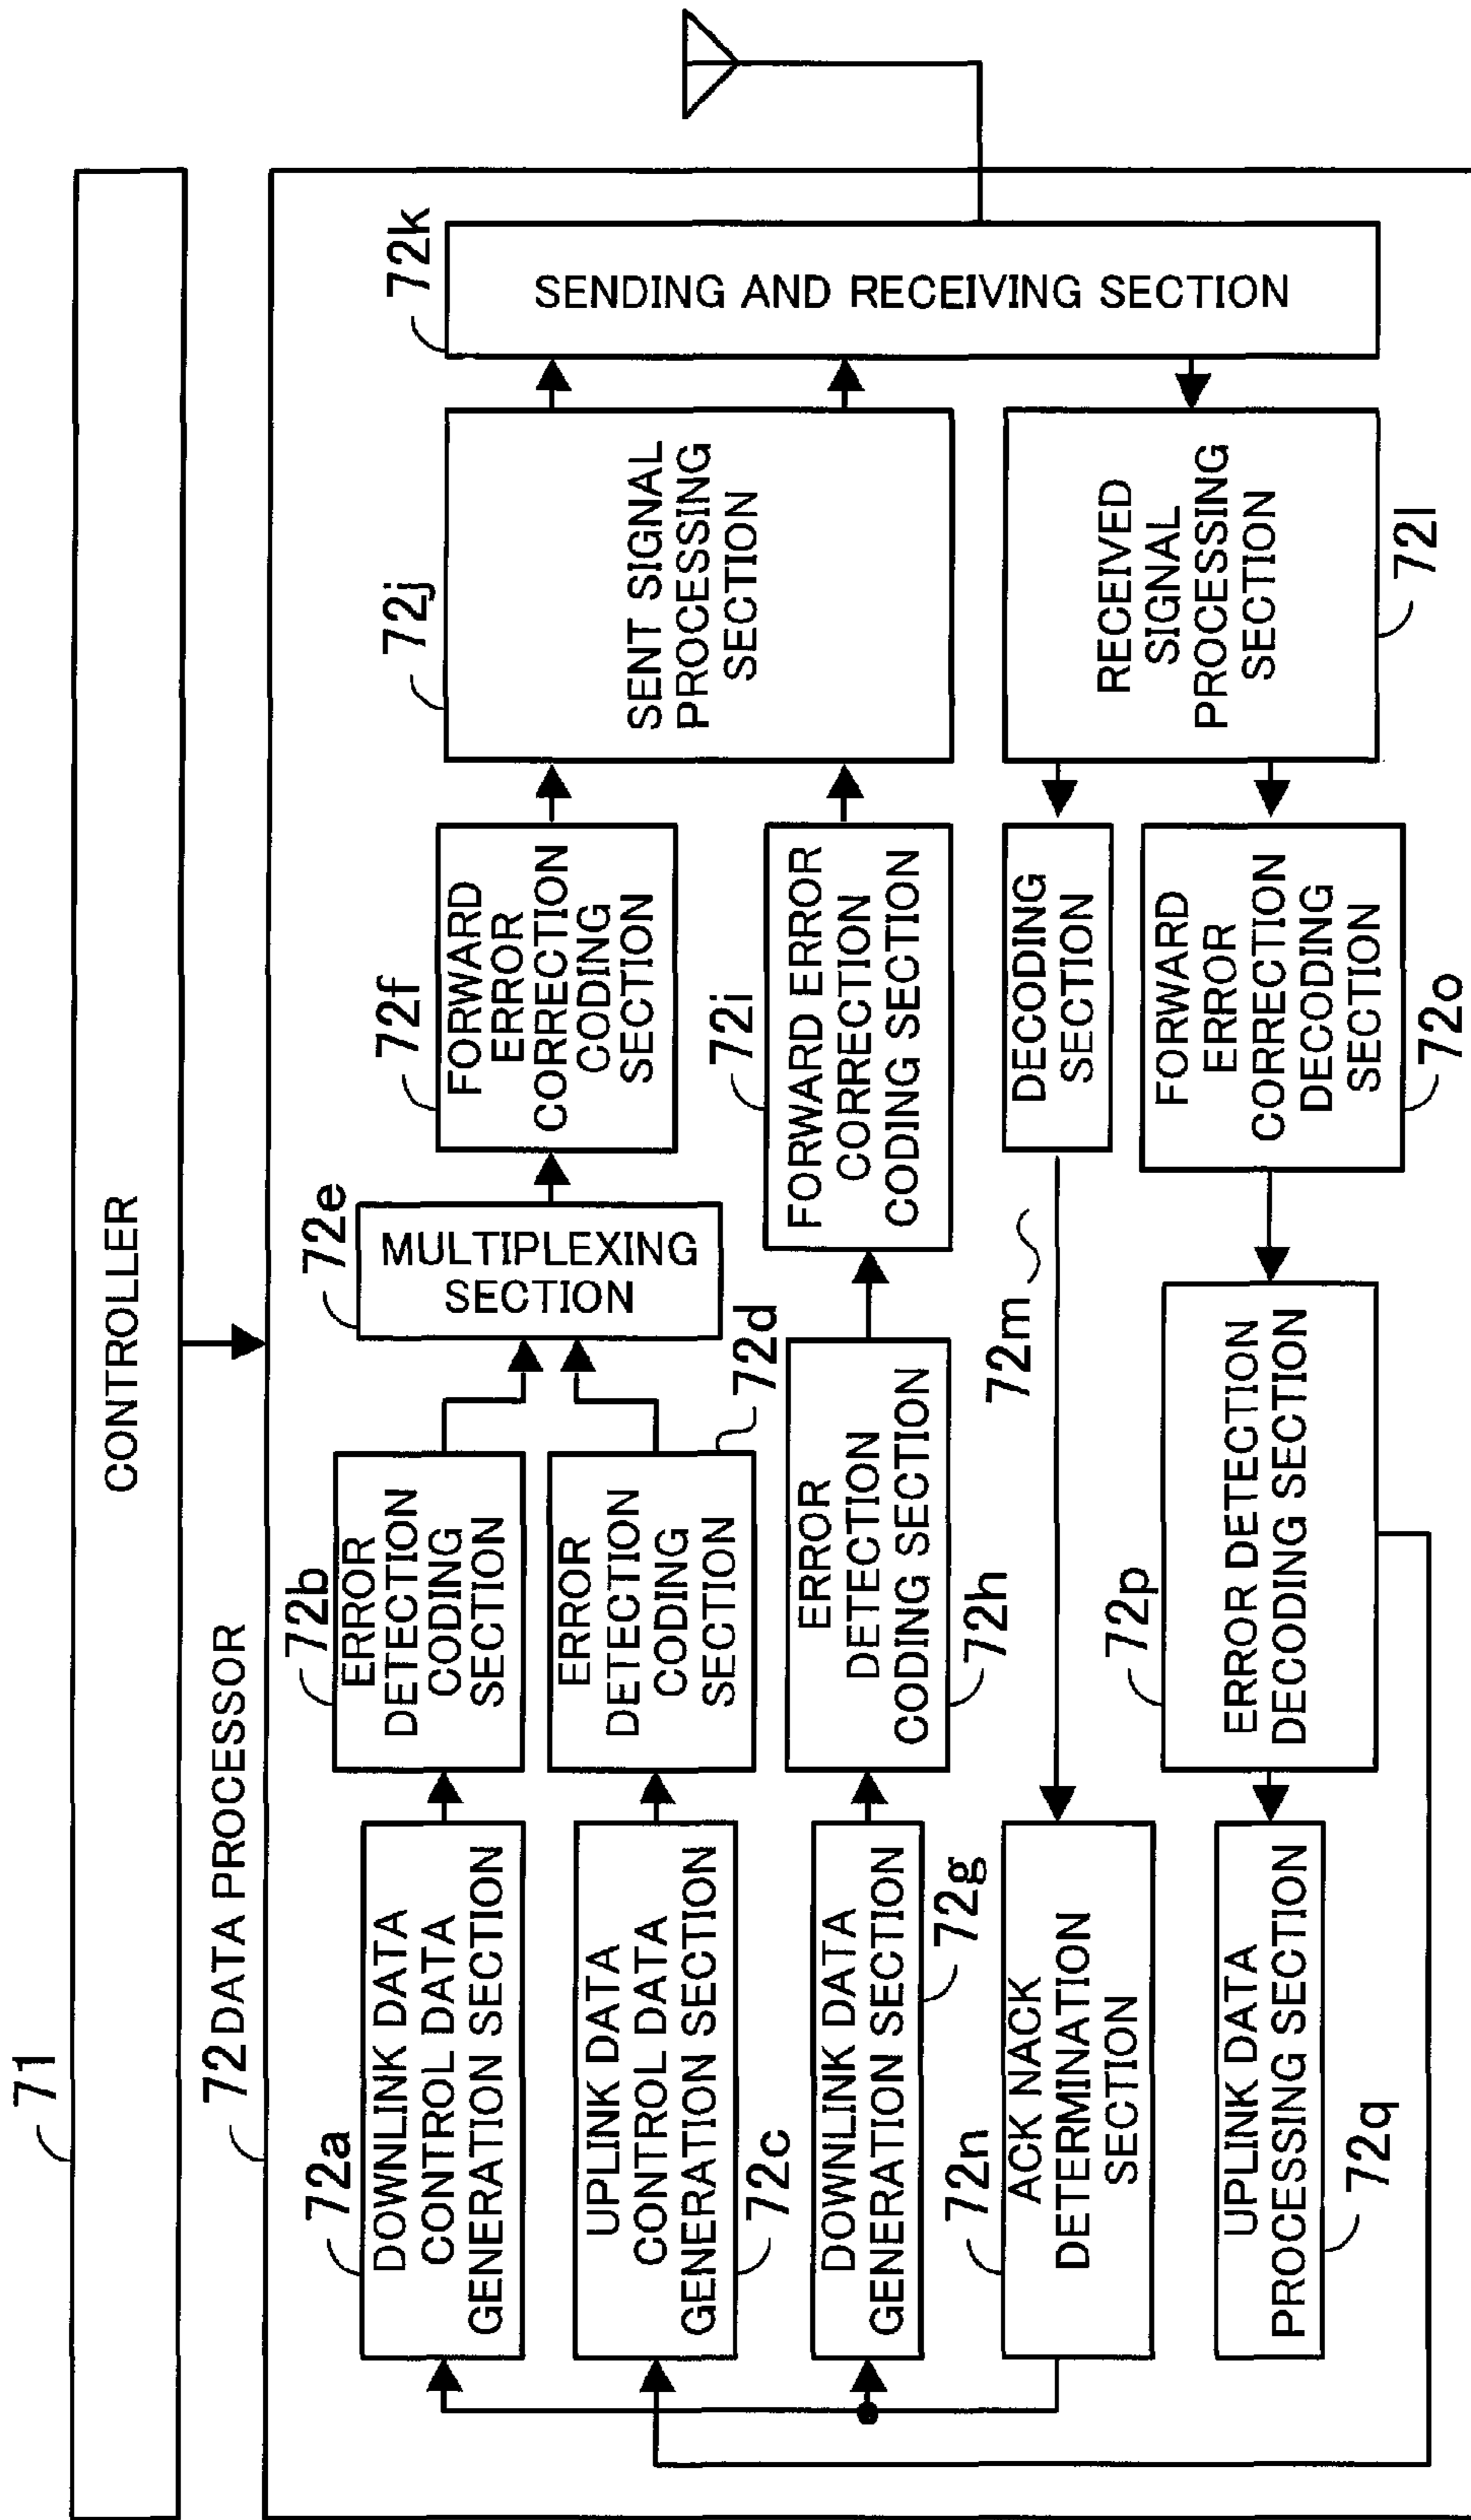 71
CONTROLLER
72 DATA PROCESSOR
72a
DOWNLINK DATA
CONTROL DATA
GENERATION SECTION
72b
ERROR
DETECTION
CODING
SECTION
UPLINK DATA
CONTROL DATA
GENERATION SECTION
72c
ERROR
DETECTION
CODING
SECTION
72d
72e
MULTIPLEXING
SECTION
72f
FORWARD
ERROR
CORRECTION
CODING
SECTION
72j
SENT SIGNAL
PROCESSING
SECTION
72k
SENDING AND RECEIVING SECTION
DOWNLINK DATA
GENERATION SECTION
72g
ERROR
DETECTION
CODING SECTION
72h
72i
FORWARD ERROR
CORRECTION
CODING SECTION
72n
ACK NACK
DETERMINATION
SECTION
72m
DECODING
SECTION
RECEIVED
SIGNAL
PROCESSING
SECTION
72l
UPLINK DATA
PROCESSING SECTION
72q
72p
ERROR DETECTION
DECODING SECTION
FORWARD
ERROR
CORRECTION
DECODING
SECTION
72o